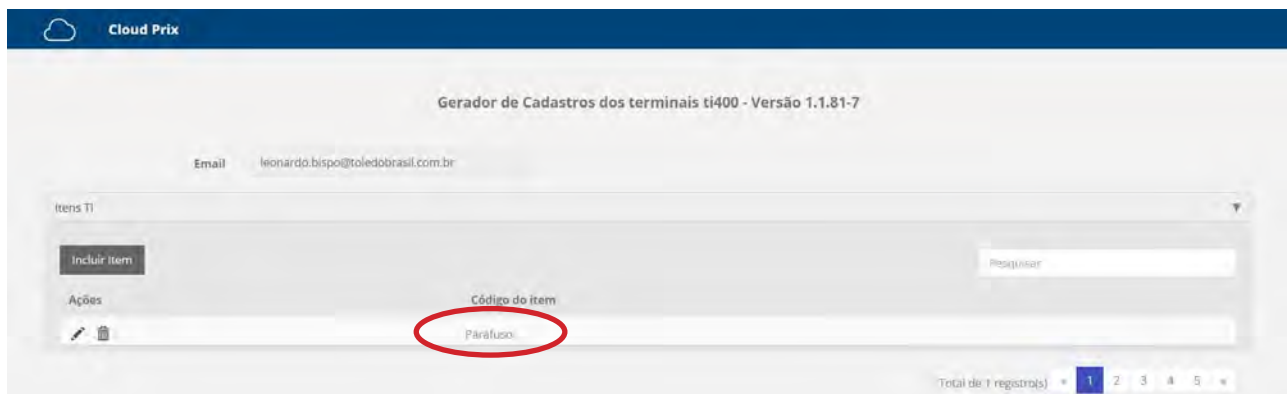 Cloud Prix
Gerador de Cadastros dos terminais ti400 - Versão 1.1.81-7
Email leonardo.bispo@toledobrasil.com.br
Itens TI
Incluir Item Pesquisar
Ações Código do item
Parafuso
Total de 1 registro(s) « 1 2 3 4 5 »